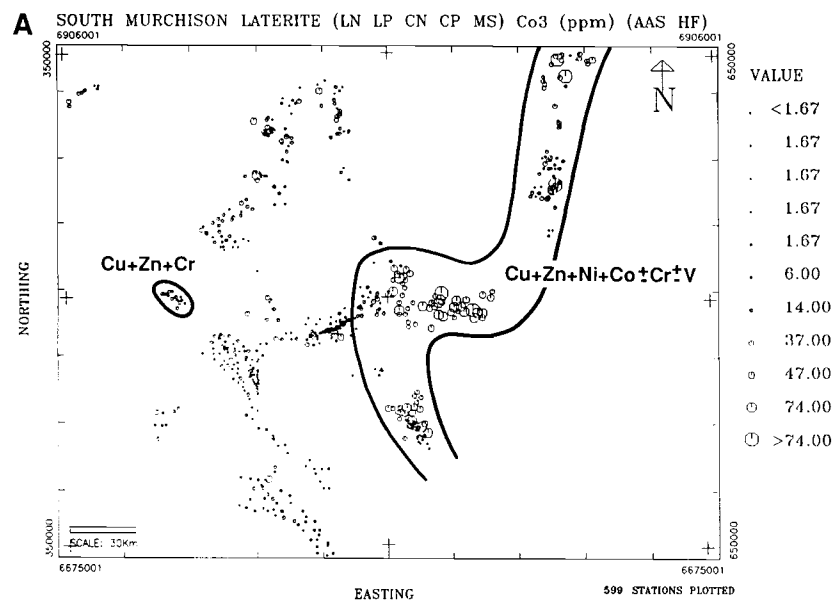 A SOUTH MURCHISON LATERITE (LN LP CN CP MS) Co3 (ppm) (AAS HF)
6906001
6906001
350000
650000
N
VALUE
<1.67
1.67
1.67
1.67
1.67
6.00
14.00
37.00
47.00
74.00
>74.00
Cu+Zn+Cr
Cu+Zn+Ni+Co±Cr±V
NORTHING
350000
650000
SCALE: 30Km
6675001
6675001
EASTING
599 STATIONS PLOTTED